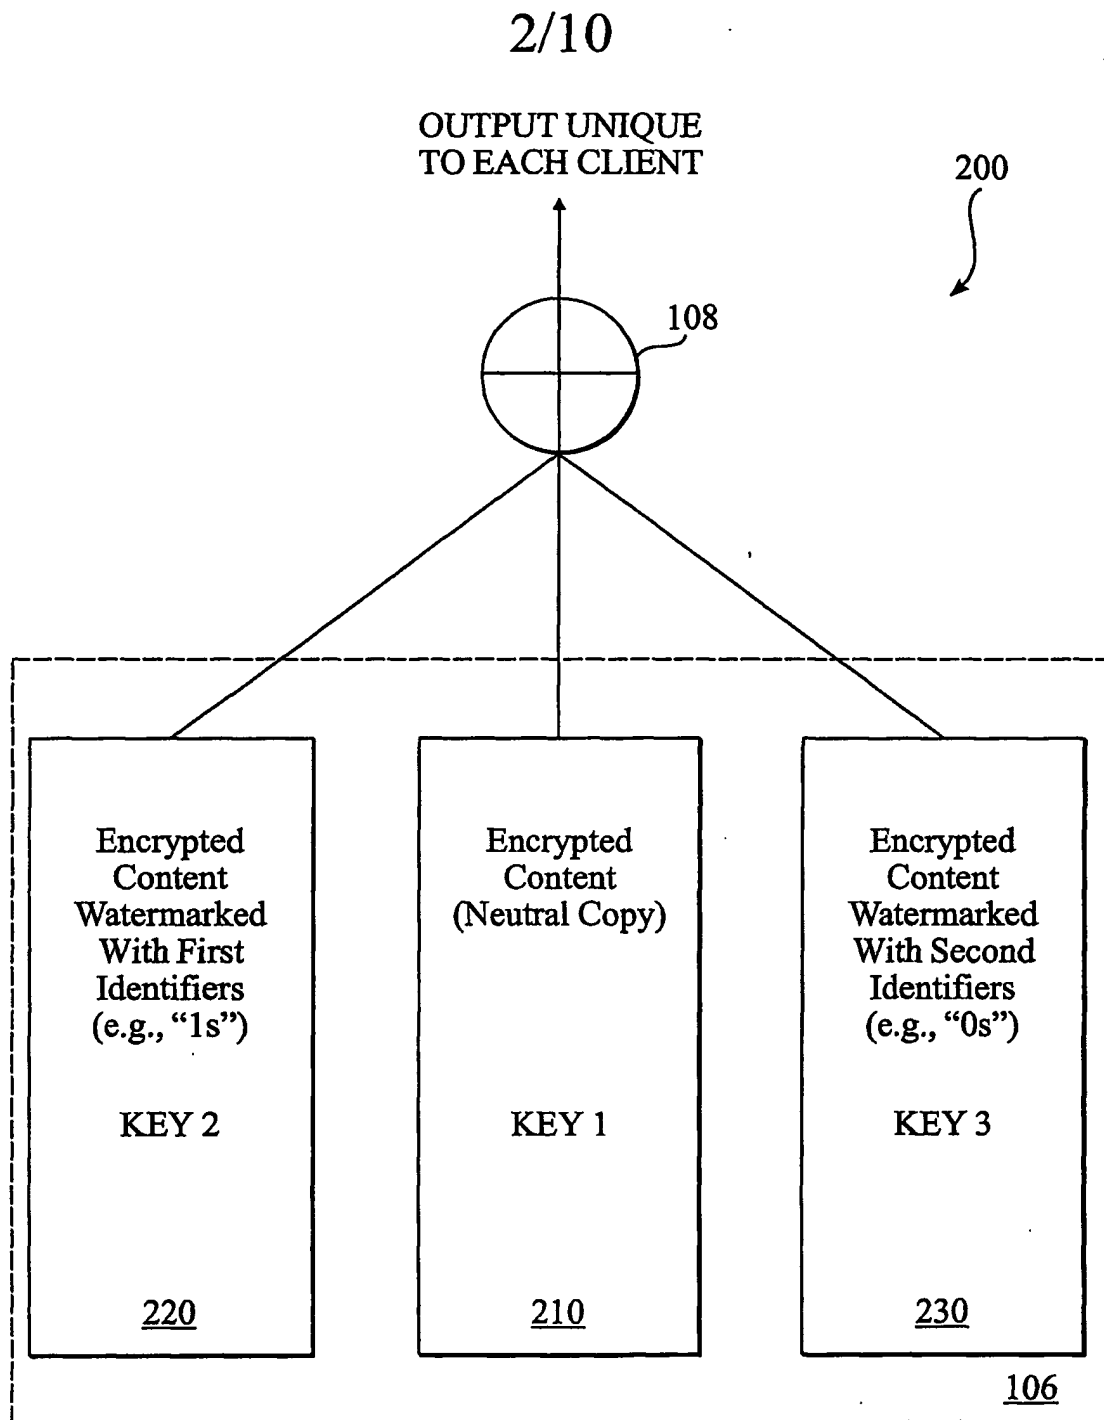 2/10
OUTPUT UNIQUE
TO EACH CLIENT
200
108
Encrypted
Content
Watermarked
With First
Identifiers
(e.g., “1s”)
KEY 2
220
Encrypted
Content
(Neutral Copy)
KEY 1
210
Encrypted
Content
Watermarked
With Second
Identifiers
(e.g., “0s”)
KEY 3
230
106